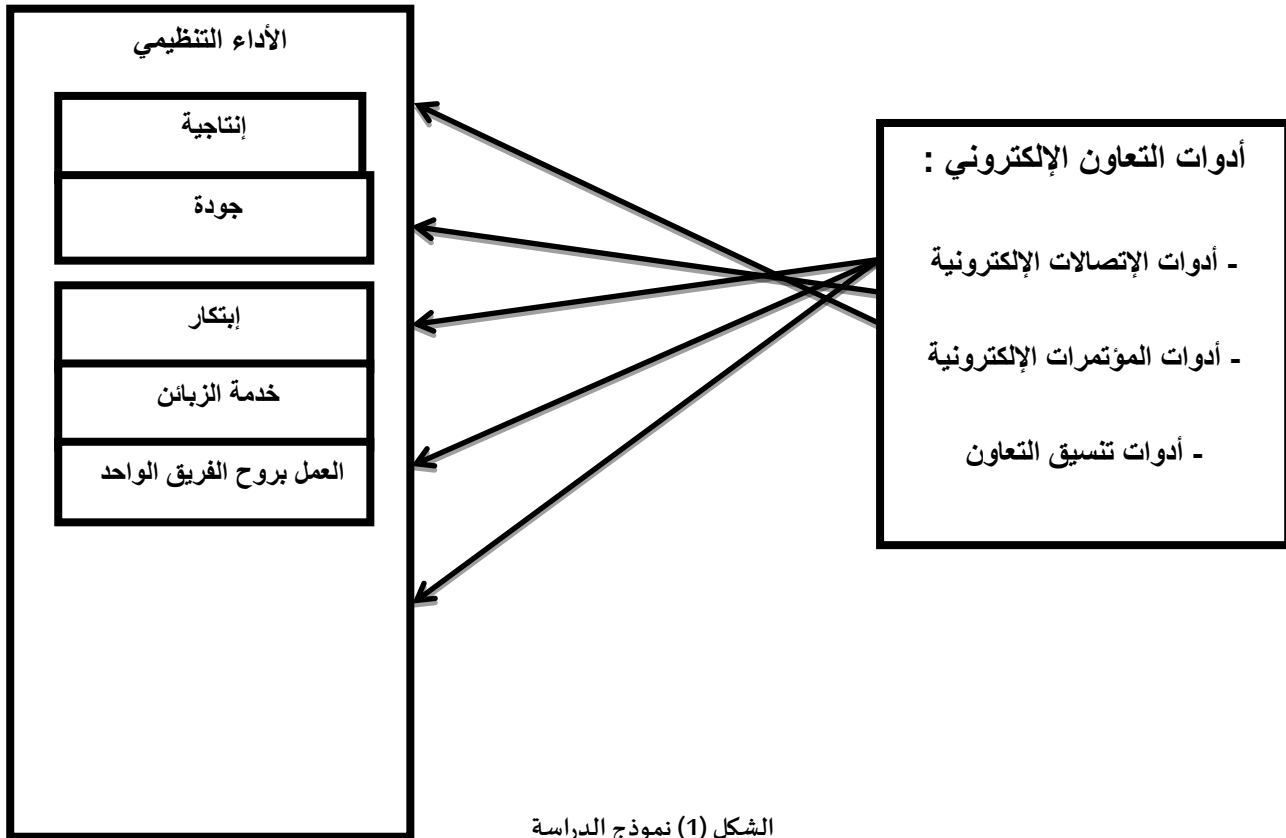 أدوات التعاون الإلكتروني :
- أدوات الإتصالات الإلكترونية
- أدوات المؤتمرات الإلكترونية
- أدوات تنسيق التعاون
الأداء التنظيمي
إنتاجية
جودة
إبتكار
خدمة الزبائن
العمل بروح الفريق الواحد
الشكل (1) نموذج الدراسة